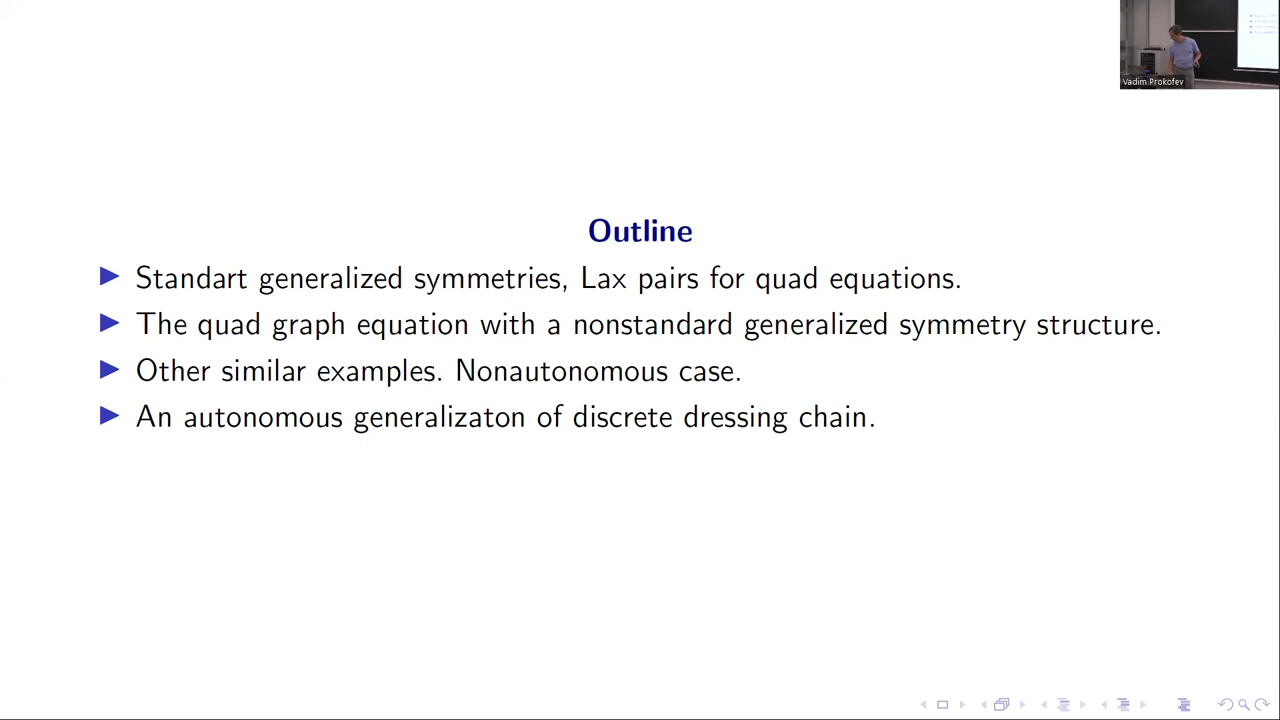 Vadim Prokofev
Outline
Standart generalized symmetries, Lax pairs for quad equations.
The quad graph equation with a nonstandard generalized symmetry structure.
Other similar examples. Nonautonomous case.
An autonomous generalizaton of discrete dressing chain.